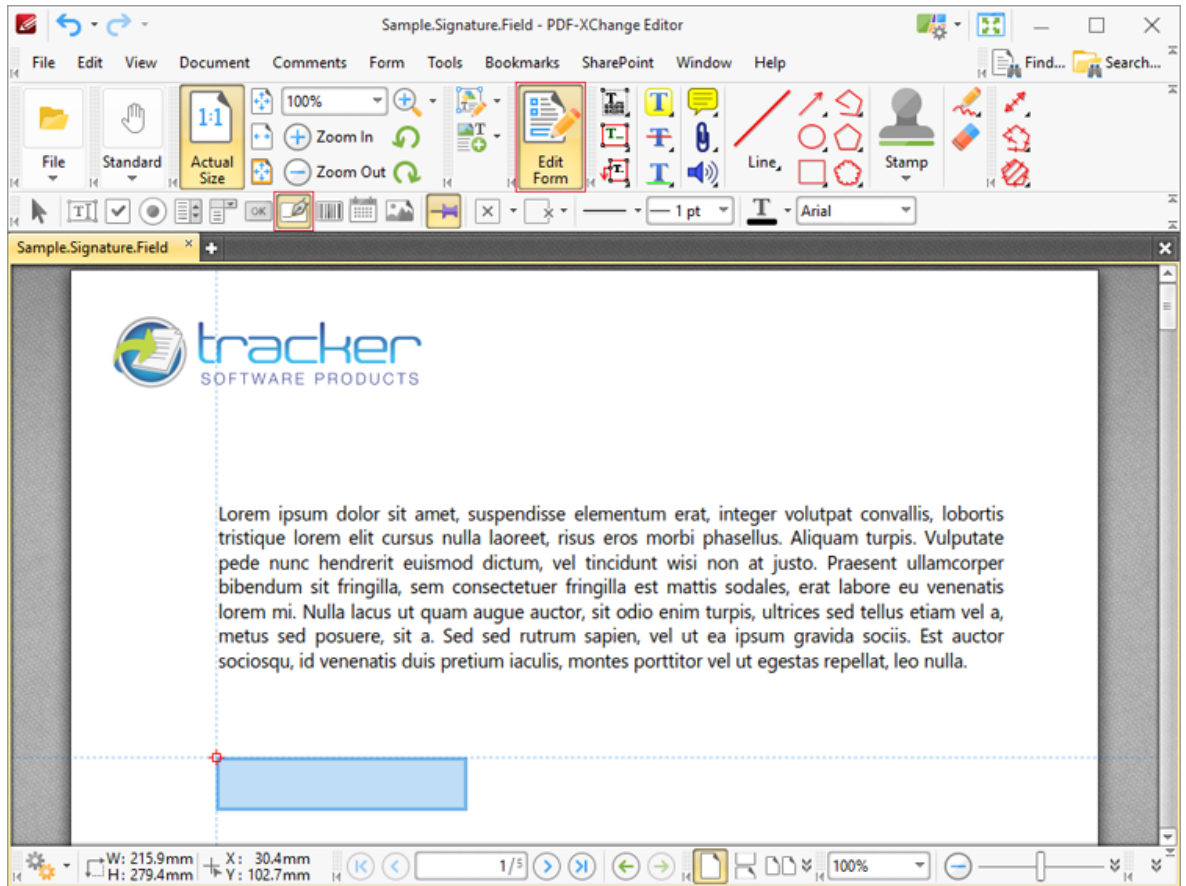 Sample.Signature.Field - PDF-XChange Editor
File Edit View Document Comments Form Tools Bookmarks SharePoint Window Help Find... Search...
100%
1:1
Zoom In
File Standard Actual Size Zoom Out Edit Form Line Stamp
OK 1 pt T Arial
Sample.Signature.Field
tracker
SOFTWARE PRODUCTS
Lorem ipsum dolor sit amet, suspendisse elementum erat, integer volutpat convallis, lobortis
tristique lorem elit cursus nulla laoreet, risus eros morbi phasellus. Aliquam turpis. Vulputate
pede nunc hendrerit euismod dictum, vel tincidunt wisi non at justo. Praesent ullamcorper
bibendum sit fringilla, sem consectetuer fringilla est mattis sodales, erat labore eu venenatis
lorem mi. Nulla lacus ut quam augue auctor, sit odio enim turpis, ultrices sed tellus etiam vel a,
metus sed posuere, sit a. Sed sed rutrum sapien, vel ut ea ipsum gravida sociis. Est auctor
sociosqu, id venenatis duis pretium iaculis, montes porttitor vel ut egestas repellat, leo nulla.
W: 215.9mm X: 30.4mm
H: 279.4mm Y: 102.7mm
1/5 100%